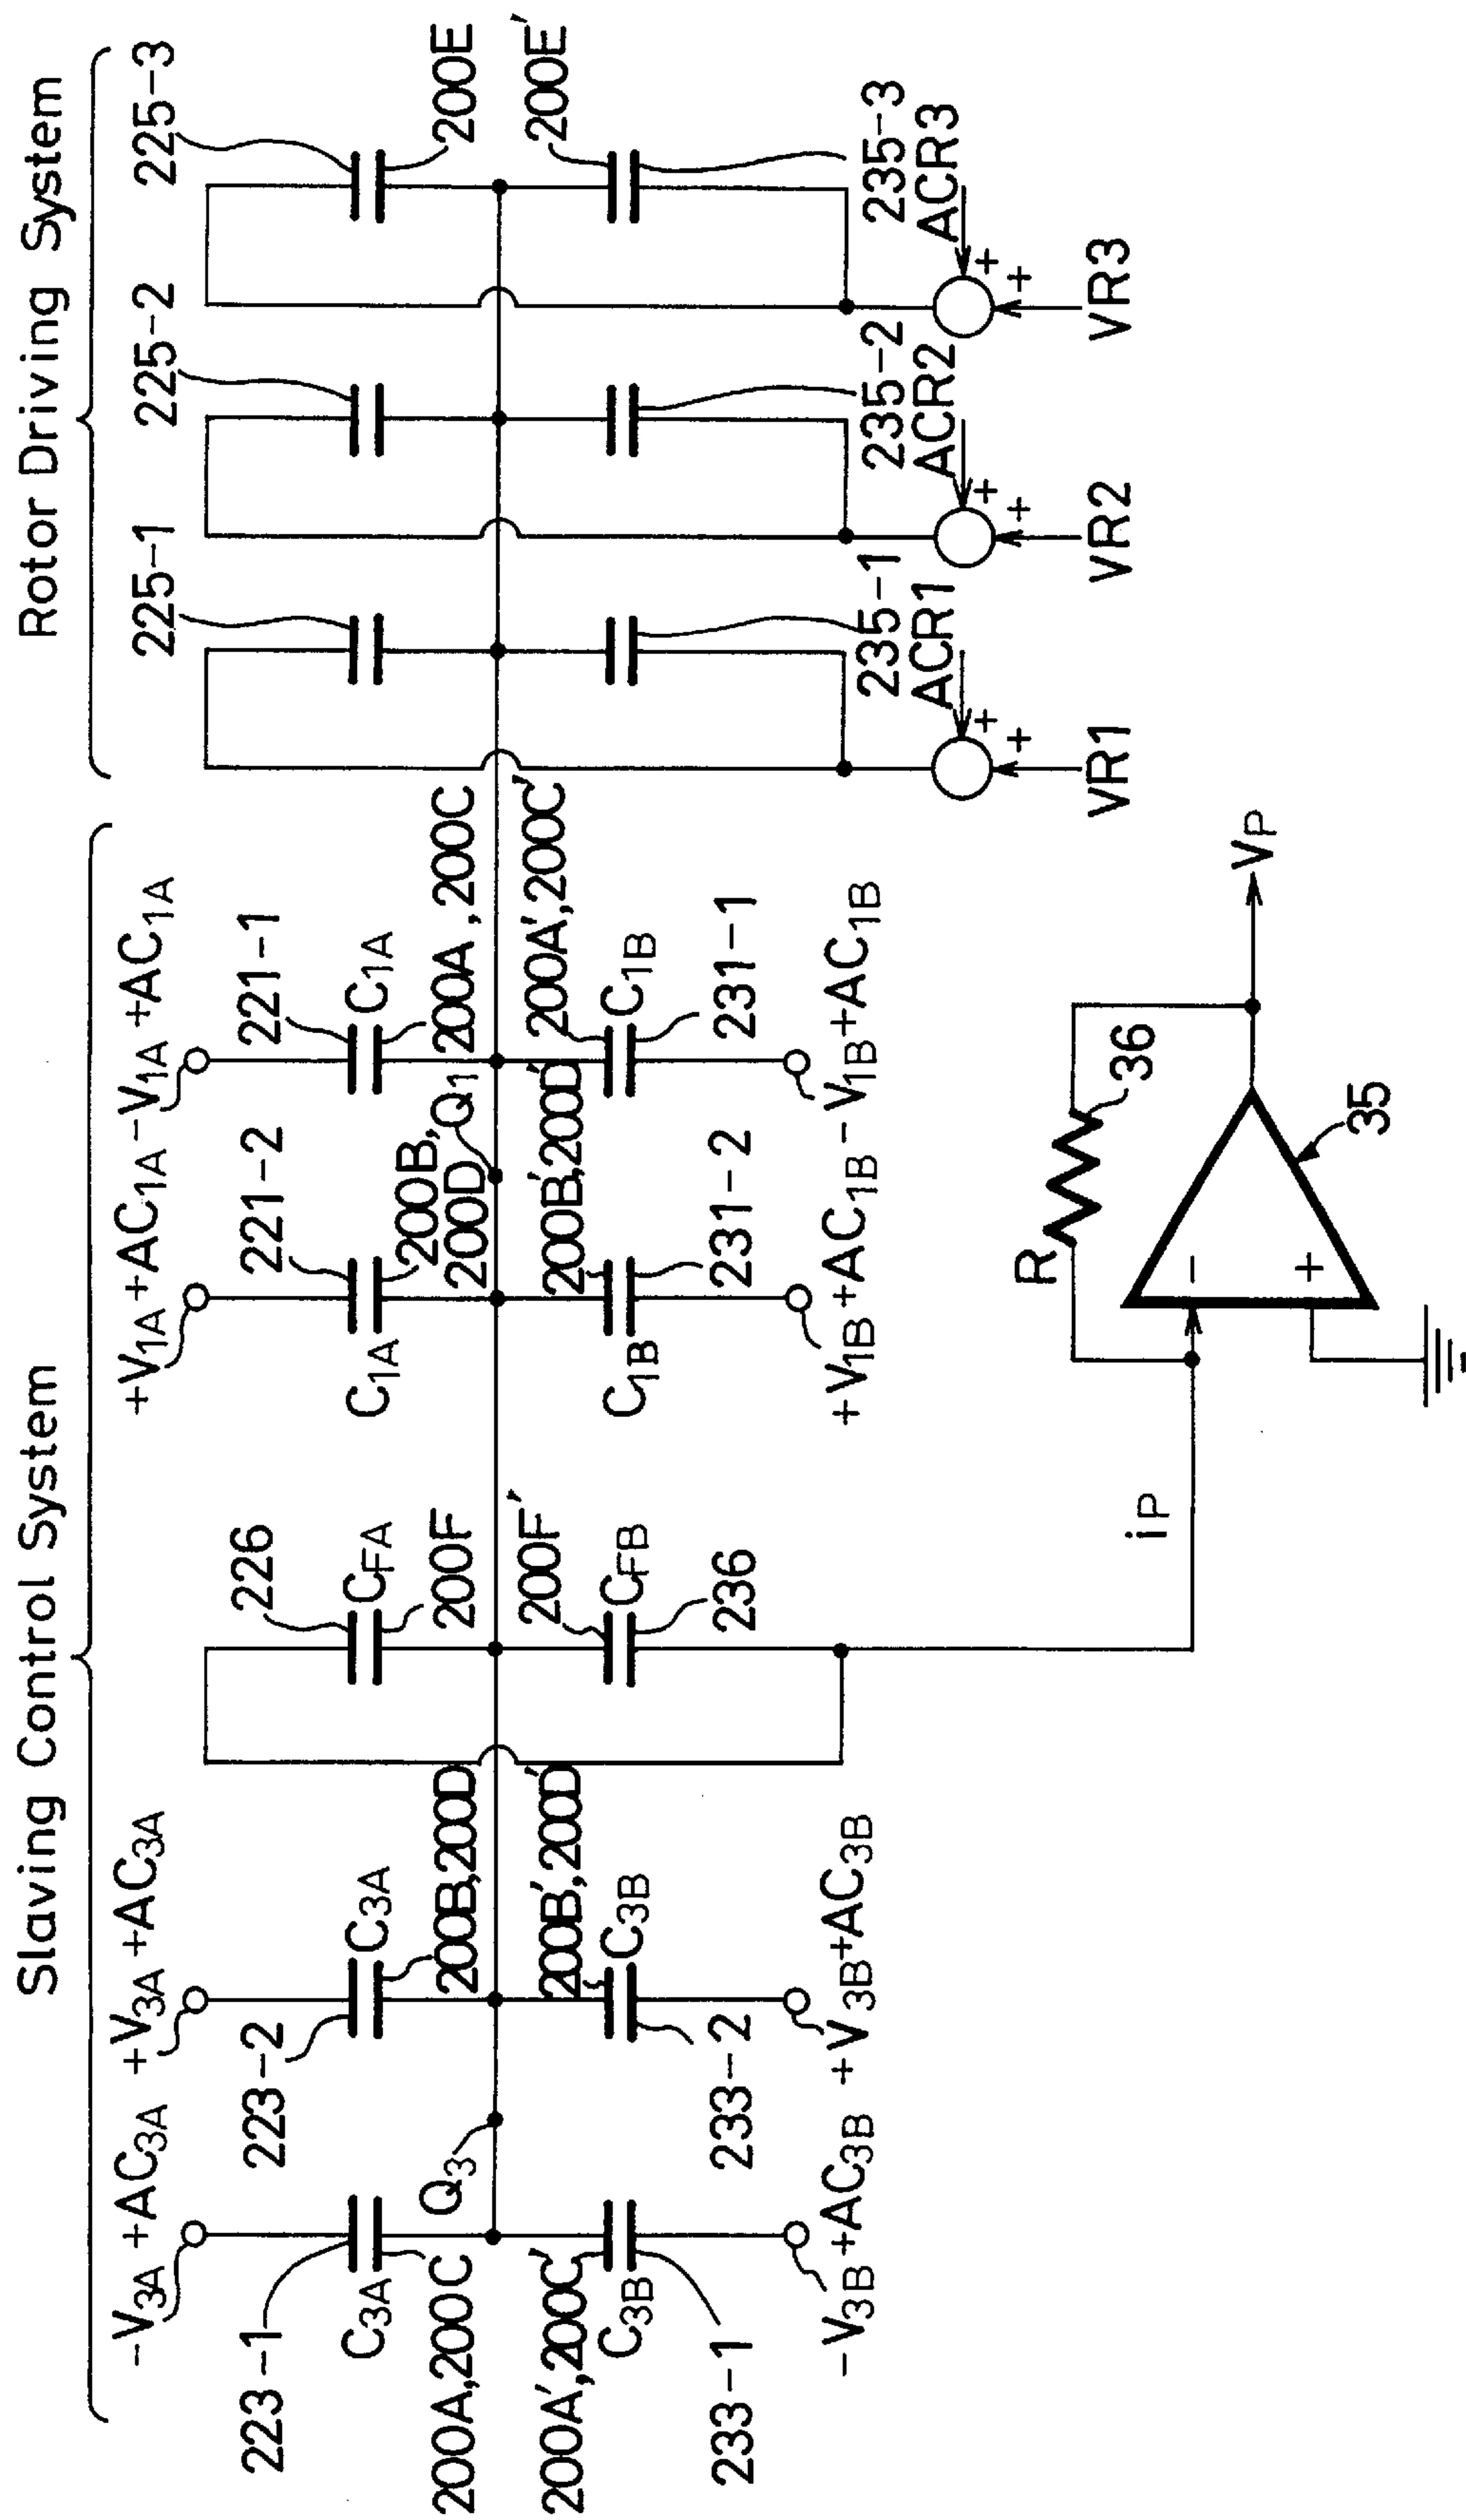 Slaving Control System
Rotor Driving System
-V3A +AC3A
+V3A +AC3A
+V1A +AC1A
-V1A +AC1A
225-1
225-2
225-3
223-1
223-2
226
221-2
221-1
C3A
C3A
CFA
C1A
C1A
200A,200C
Q3
200B,200D
200F
200B,
200D
Q1
200A,200C
200E
200A′,200C′
200B′,200D′
200F′
200B′,200D′
200A′,200C′
200E′
C3B
C3B
CFB
C1B
C1B
233-1
233-2
236
231-2
231-1
-V3B+AC3B
+V3B+AC3B
+V1B+AC1B
-V1B+AC1B
235-1
235-2
235-3
ACR1
ACR2
ACR3
+
+
+
+
+
+
VR1
VR2
VR3
iP
R
36
-
+
35
VP